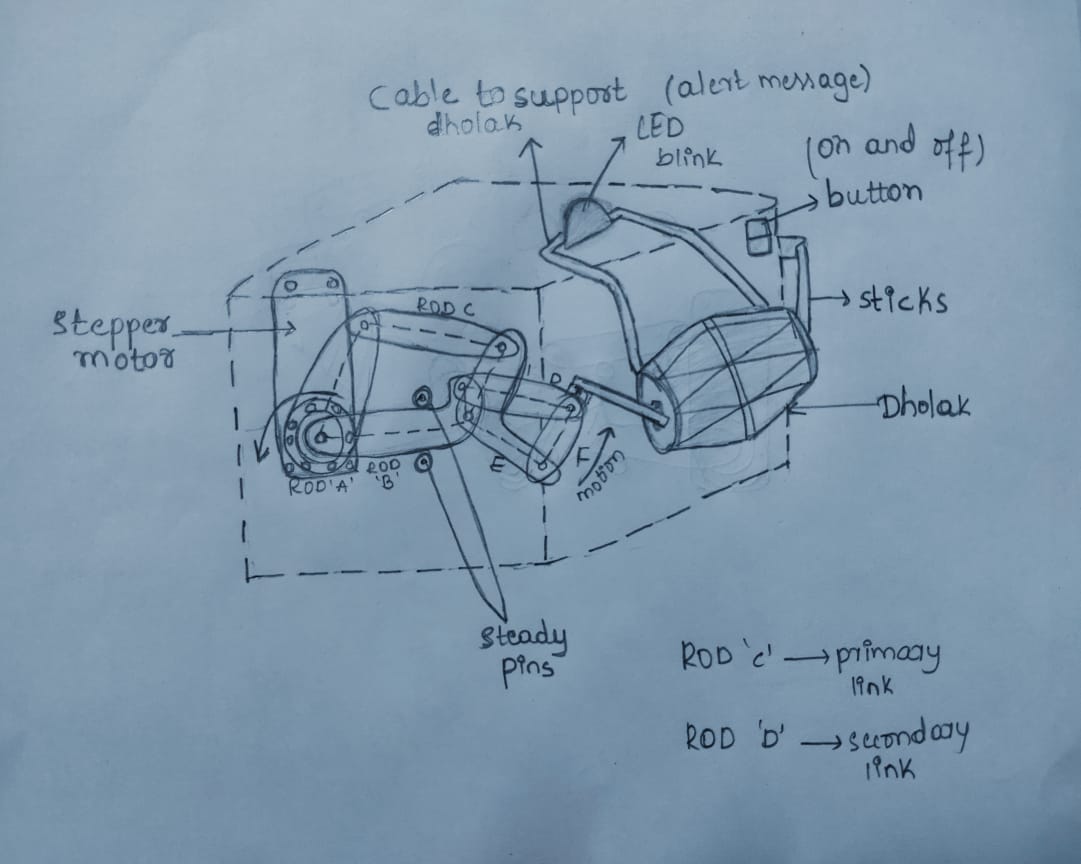 Cable to support (alert message)
dholak
LED
blink
(on and off)
button
ROD C
sticks
Stepper
motor
D
Dholak
E
F
motion
ROD 'A'
ROD
'B'
Steady
pins
ROD 'C' → primary
link
ROD 'D' → secondary
link